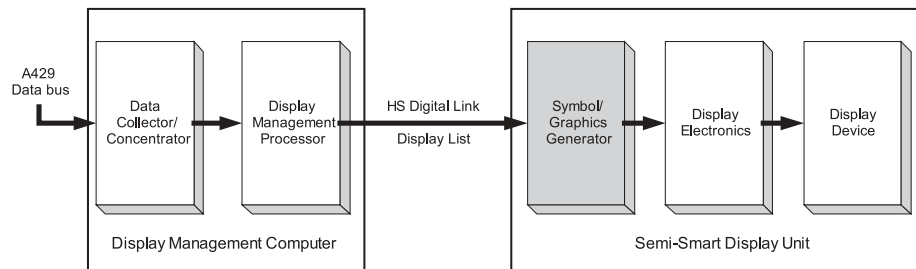 A429
Data bus
Data
Collector/
Concentrator
Display
Management
Processor
HS Digital Link
Display List
Symbol/
Graphics
Generator
Display
Electronics
Display
Device
Display Management Computer
Semi-Smart Display Unit